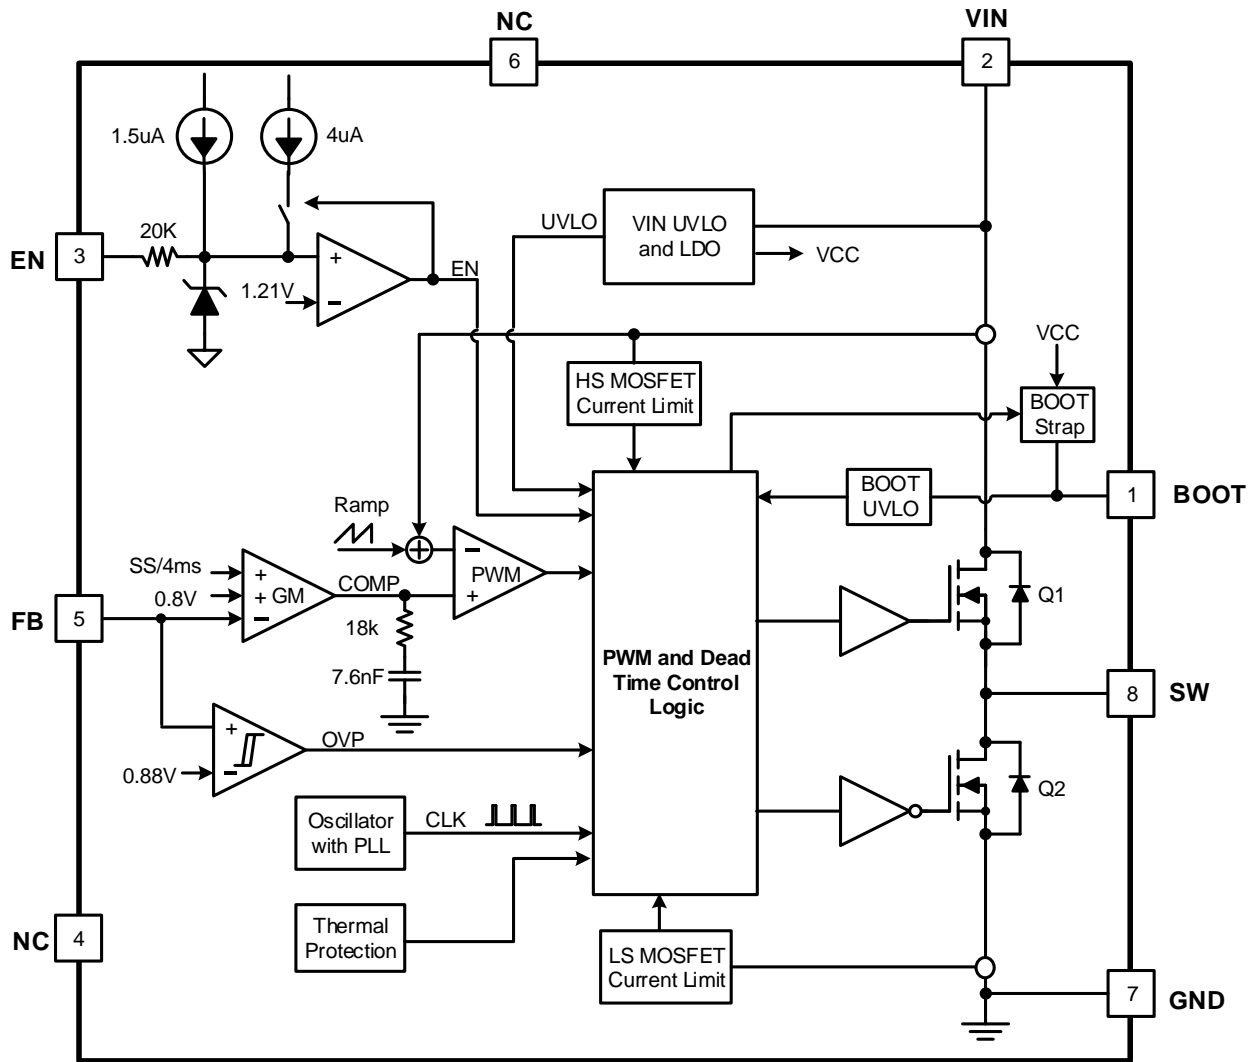 NC
VIN
6
2
1.5uA
4uA
20K
EN
3
1.21V
EN
UVLO
VIN UVLO
and LDO
VCC
VCC
HS MOSFET
Current Limit
BOOT
Strap
BOOT
UVLO
1
BOOT
Ramp
PWM
SS/4ms
0.8V
GM
COMP
FB
5
18k
7.6nF
PWM and Dead
Time Control
Logic
Q1
8
SW
0.88V
OVP
Q2
Oscillator
with PLL
CLK
NC
4
Thermal
Protection
LS MOSFET
Current Limit
7
GND